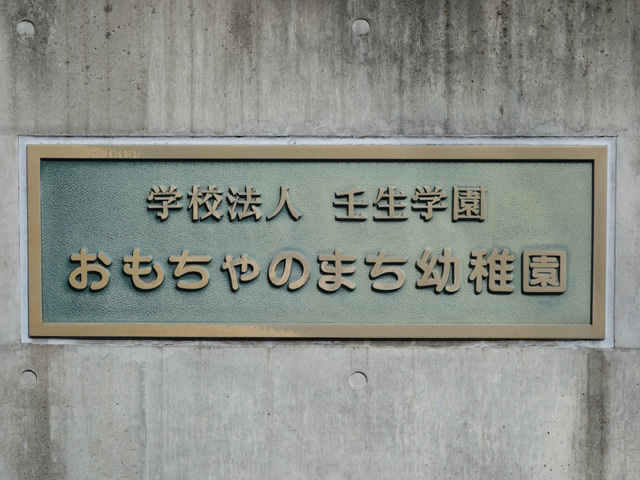 学校法人 壬生学園
おもちゃのまち幼稚園